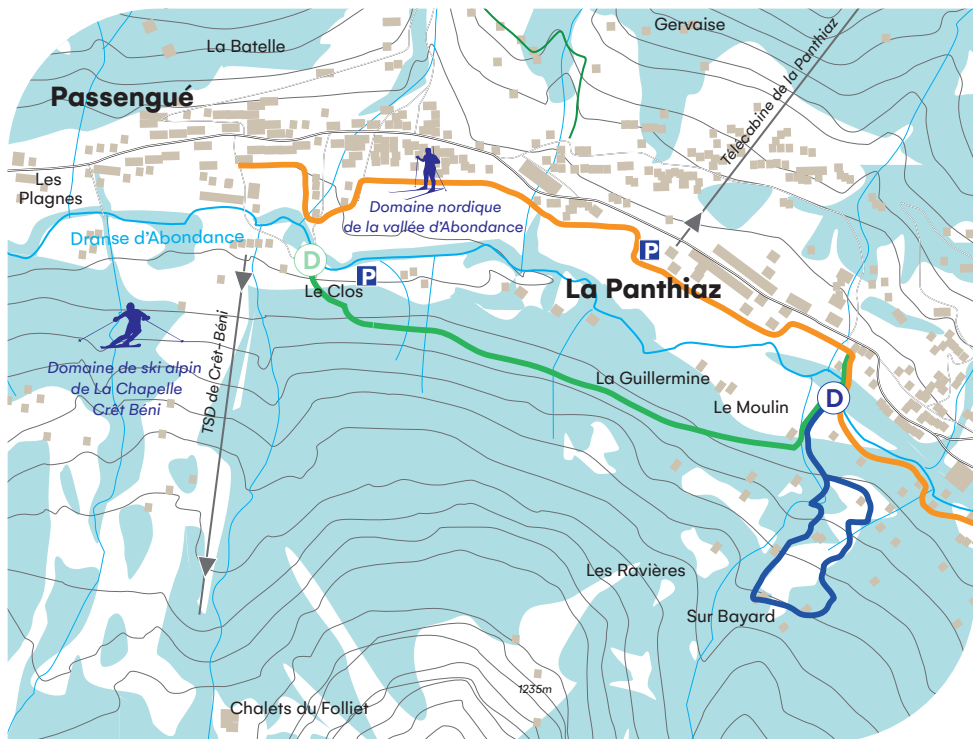 Gervaise
La Batelle
Télécabine de la Panthiaz
Passengué
Les
Plagnes
Domaine nordique
de la vallée d'Abondance
Dranse d'Abondance
D
P
P
Le Clos
La Panthiaz
TSD de Crêt-Béni
Domaine de ski alpin
de La Chapelle
Crêt Béni
La Guillermine
Le Moulin
D
Les Ravières
Sur Bayard
1235m
Chalets du Folliet